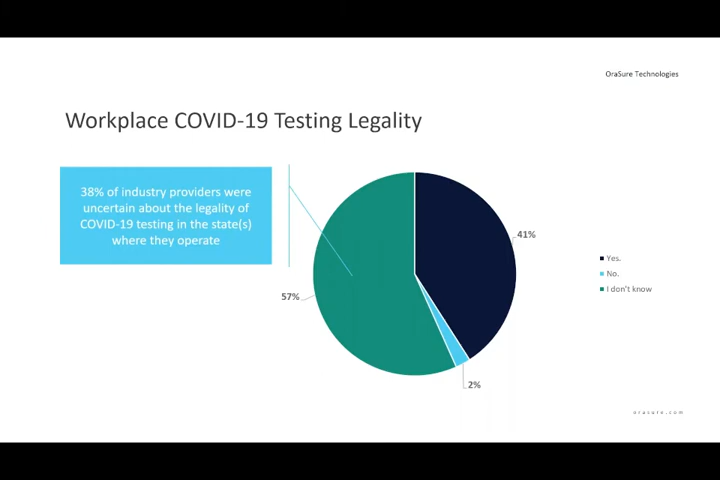 OraSure Technologies
Workplace COVID-19 Testing Legality
38% of industry providers were
uncertain about the legality of
COVID-19 testing in the state(s)
where they operate
41%
57%
2%
Yes.
No.
I don't know
orasure.com